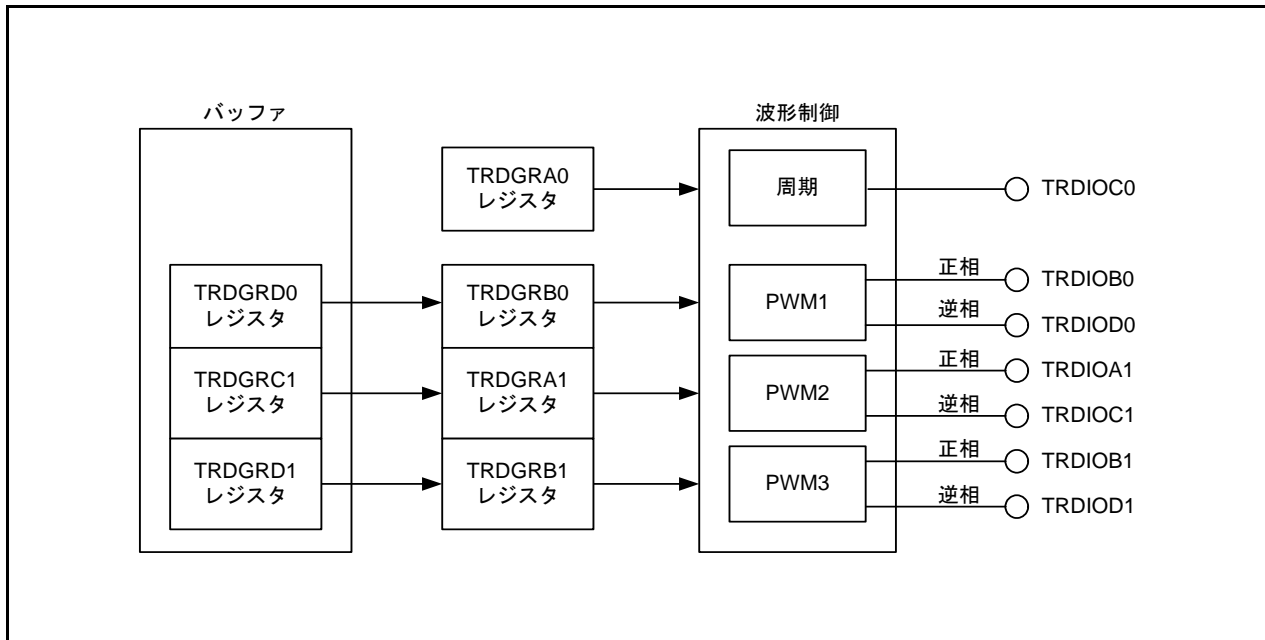 バッファ
波形制御
TRDGRA0
レジスタ
周期
TRDIOC0
TRDGRD0
レジスタ
TRDGRB0
レジスタ
PWM1
正相
TRDIOB0
逆相
TRDIOD0
TRDGRC1
レジスタ
TRDGRA1
レジスタ
PWM2
正相
TRDIOA1
逆相
TRDIOC1
TRDGRD1
レジスタ
TRDGRB1
レジスタ
PWM3
正相
TRDIOB1
逆相
TRDIOD1